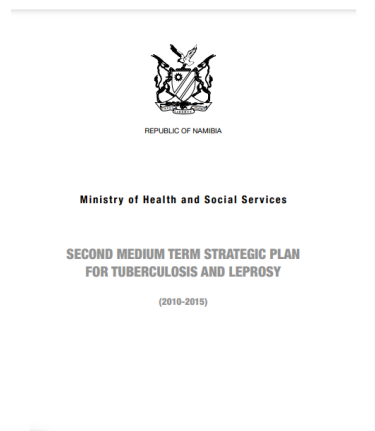 REPUBLIC OF NAMIBIA
Ministry of Health and Social Services
SECOND MEDIUM TERM STRATEGIC PLAN
FOR TUBERCULOSIS AND LEPROSY
(2010-2015)